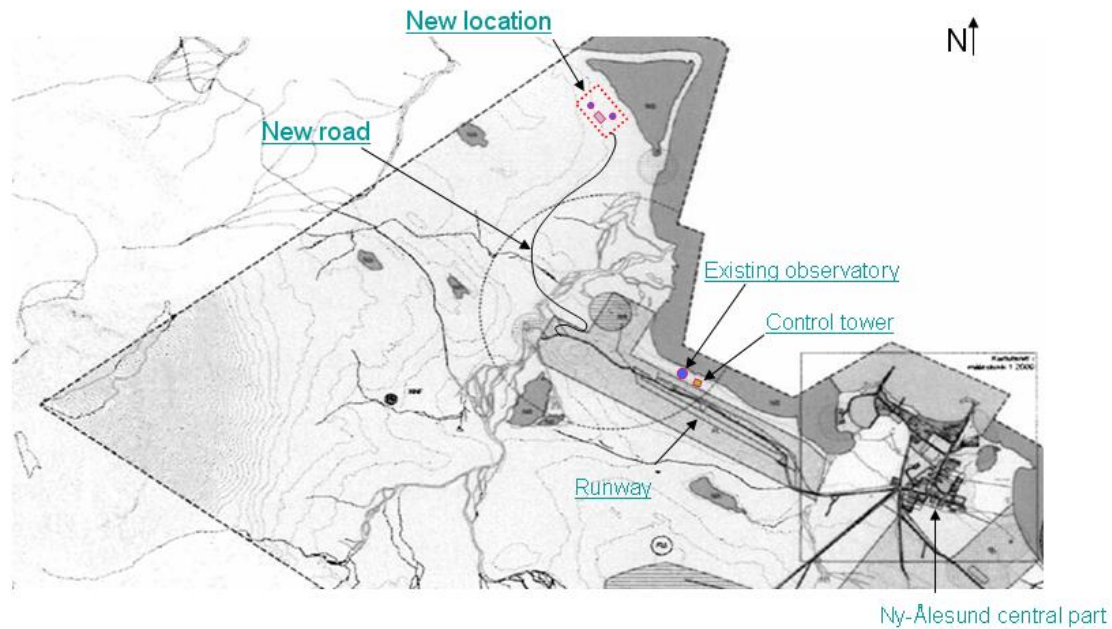 New location
N
New road
Existing observatory
Control tower
Runway
Ny-Ålesund central part